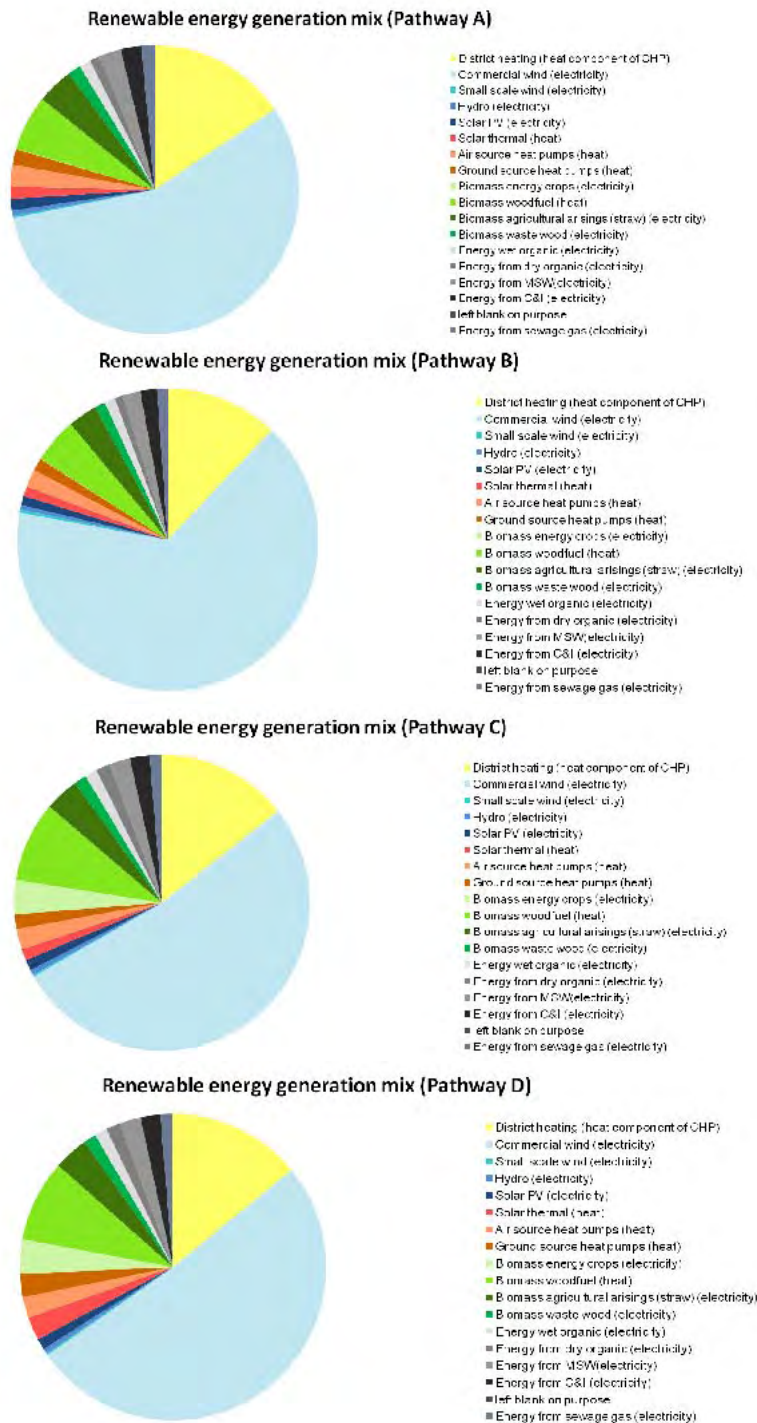 Renewable energy generation mix (Pathway A)
District heating (heat component of CHP)
Commercial wind (electricity)
Small scale wind (electricity)
Hydro (electricity)
Solar PV (electricity)
Solar thermal (heat)
Air source heat pumps (heat)
Ground source heat pumps (heat)
Biomass energy crops (electricity)
Biomass woodfuel (heat)
Biomass agricultural arisings (straw) (electricity)
Biomass waste wood (electricity)
Energy wet organic (electricity)
Energy from dry organic (electricity)
Energy from MSW(electricity)
Energy from C&I (electricity)
left blank on purpose
Energy from sewage gas (electricity)
Renewable energy generation mix (Pathway B)
District heating (heat component of CHP)
Commercial wind (electricity)
Small scale wind (electricity)
Hydro (electricity)
Solar PV (electricity)
Solar thermal (heat)
Air source heat pumps (heat)
Ground source heat pumps (heat)
Biomass energy crops (electricity)
Biomass woodfuel (heat)
Biomass agricultural arisings (straw) (electricity)
Biomass waste wood (electricity)
Energy wet organic (electricity)
Energy from dry organic (electricity)
Energy from MSW(electricity)
Energy from C&I (electricity)
left blank on purpose
Energy from sewage gas (electricity)
Renewable energy generation mix (Pathway C)
District heating (heat component of CHP)
Commercial wind (electricity)
Small scale wind (electricity)
Hydro (electricity)
Solar PV (electricity)
Solar thermal (heat)
Air source heat pumps (heat)
Ground source heat pumps (heat)
Biomass energy crops (electricity)
Biomass woodfuel (heat)
Biomass agricultural arisings (straw) (electricity)
Biomass waste wood (electricity)
Energy wet organic (electricity)
Energy from dry organic (electricity)
Energy from MSW(electricity)
Energy from C&I (electricity)
left blank on purpose
Energy from sewage gas (electricity)
Renewable energy generation mix (Pathway D)
District heating (heat component of CHP)
Commercial wind (electricity)
Small scale wind (electricity)
Hydro (electricity)
Solar PV (electricity)
Solar thermal (heat)
Air source heat pumps (heat)
Ground source heat pumps (heat)
Biomass energy crops (electricity)
Biomass woodfuel (heat)
Biomass agricultural arisings (straw) (electricity)
Biomass waste wood (electricity)
Energy wet organic (electricity)
Energy from dry organic (electricity)
Energy from MSW(electricity)
Energy from C&I (electricity)
left blank on purpose
Energy from sewage gas (electricity)